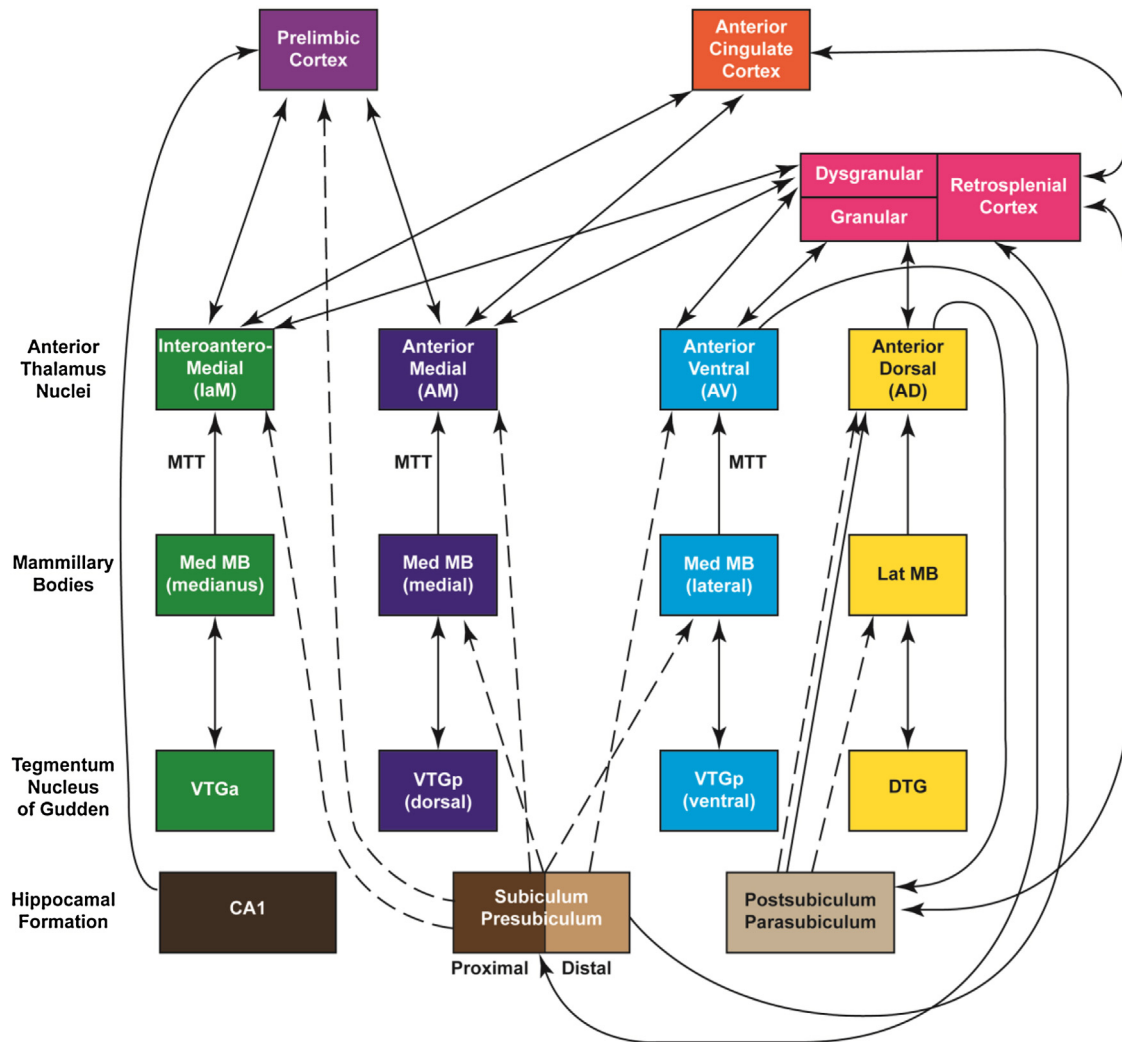 Prelimbic
Cortex
Anterior
Cingulate
Cortex
Dysgranular
Granular
Retrosplenial
Cortex
Anterior
Thalamus
Nuclei
Interoantero-
Medial
(IaM)
Anterior
Medial
(AM)
Anterior
Ventral
(AV)
Anterior
Dorsal
(AD)
MTT
MTT
MTT
Mammillary
Bodies
Med MB
(medianus)
Med MB
(medial)
Med MB
(lateral)
Lat MB
Tegmentum
Nucleus
of Gudden
VTGa
VTGp
(dorsal)
VTGp
(ventral)
DTG
Hippocamal
Formation
CA1
Subiculum
Presubiculum
Postsubiculum
Parasubiculum
Proximal
Distal